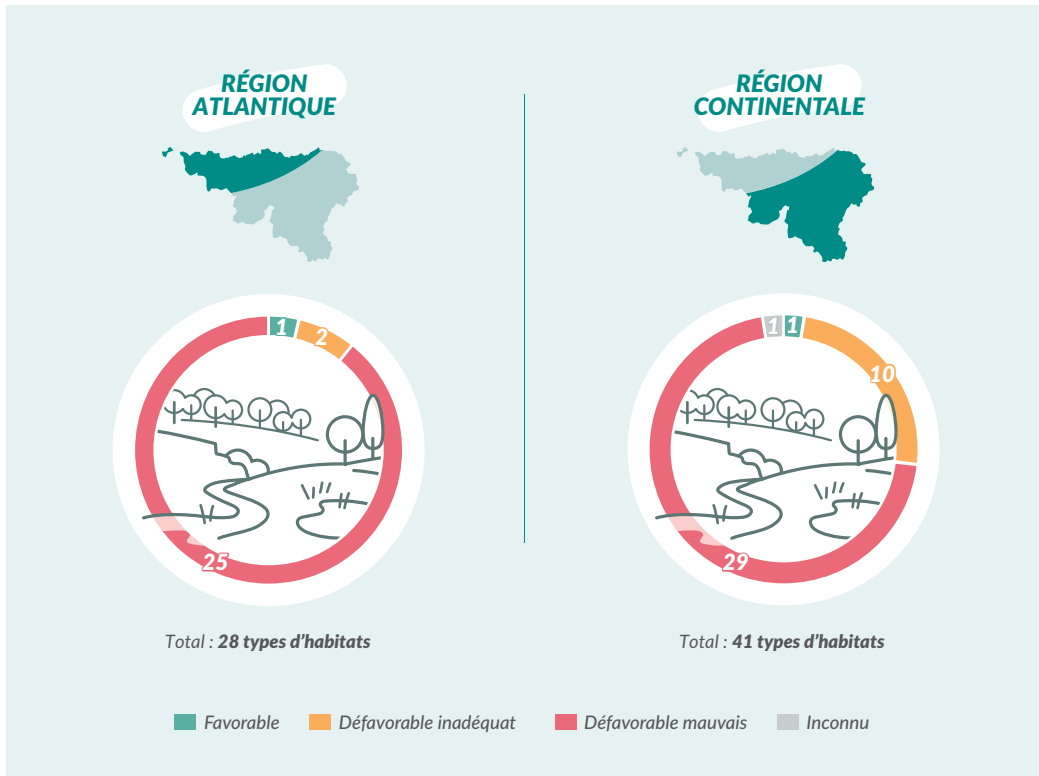 RÉGION
ATLANTIQUE
1
2
25
Total : 28 types d'habitats
RÉGION
CONTINENTALE
1
1
10
29
Total : 41 types d'habitats
Favorable
Défavorable inadéquat
Défavorable mauvais
Inconnu